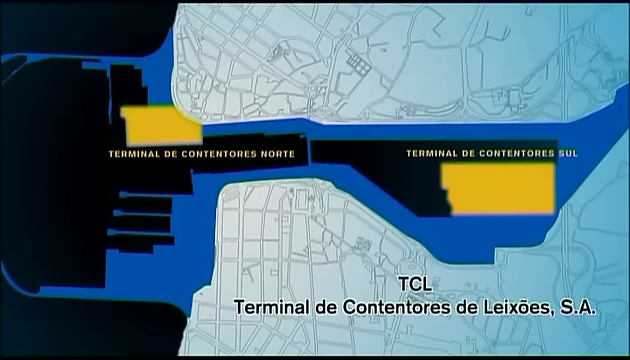 TERMINAL DE CONTENTORES NORTE
TERMINAL DE CONTENTORES SUL
TCL
Terminal de Contentores de Leixões, S.A.